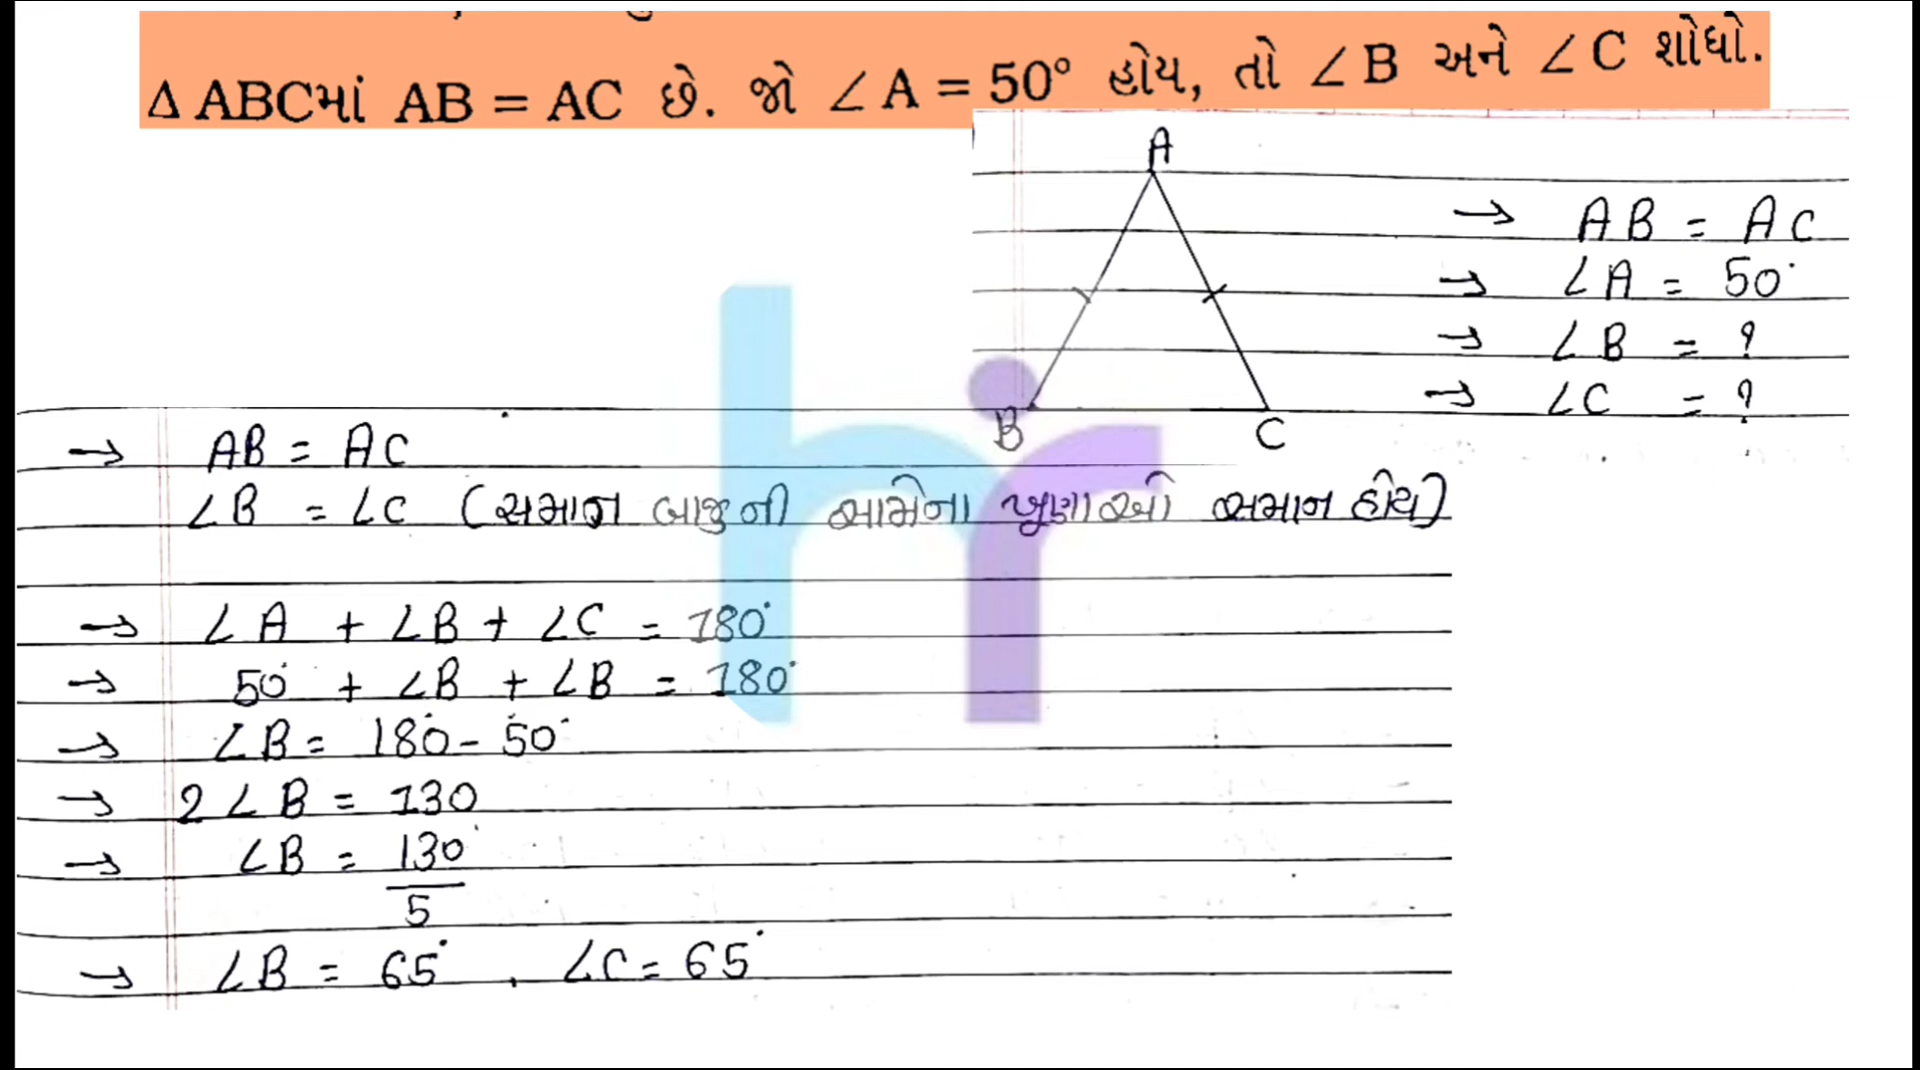 Δ ABCમાં AB = AC છે. જો ∠A = 50° હોય, તો ∠B અને ∠C શોધો.
A
→ AB = AC
→ ∠A = 50°
→ ∠B = ?
→ ∠C = ?
B
C
hr
→ AB = AC
∠B = ∠C (સમાન બાજુની સામેના ખુણાઓ સમાન હોય)
→ ∠A + ∠B + ∠C = 180°
→ 50° + ∠B + ∠B = 180°
→ ∠B = 180° - 50°
→ 2∠B = 130
→ ∠B = 130°
5
→ ∠B = 65° , ∠C = 65°